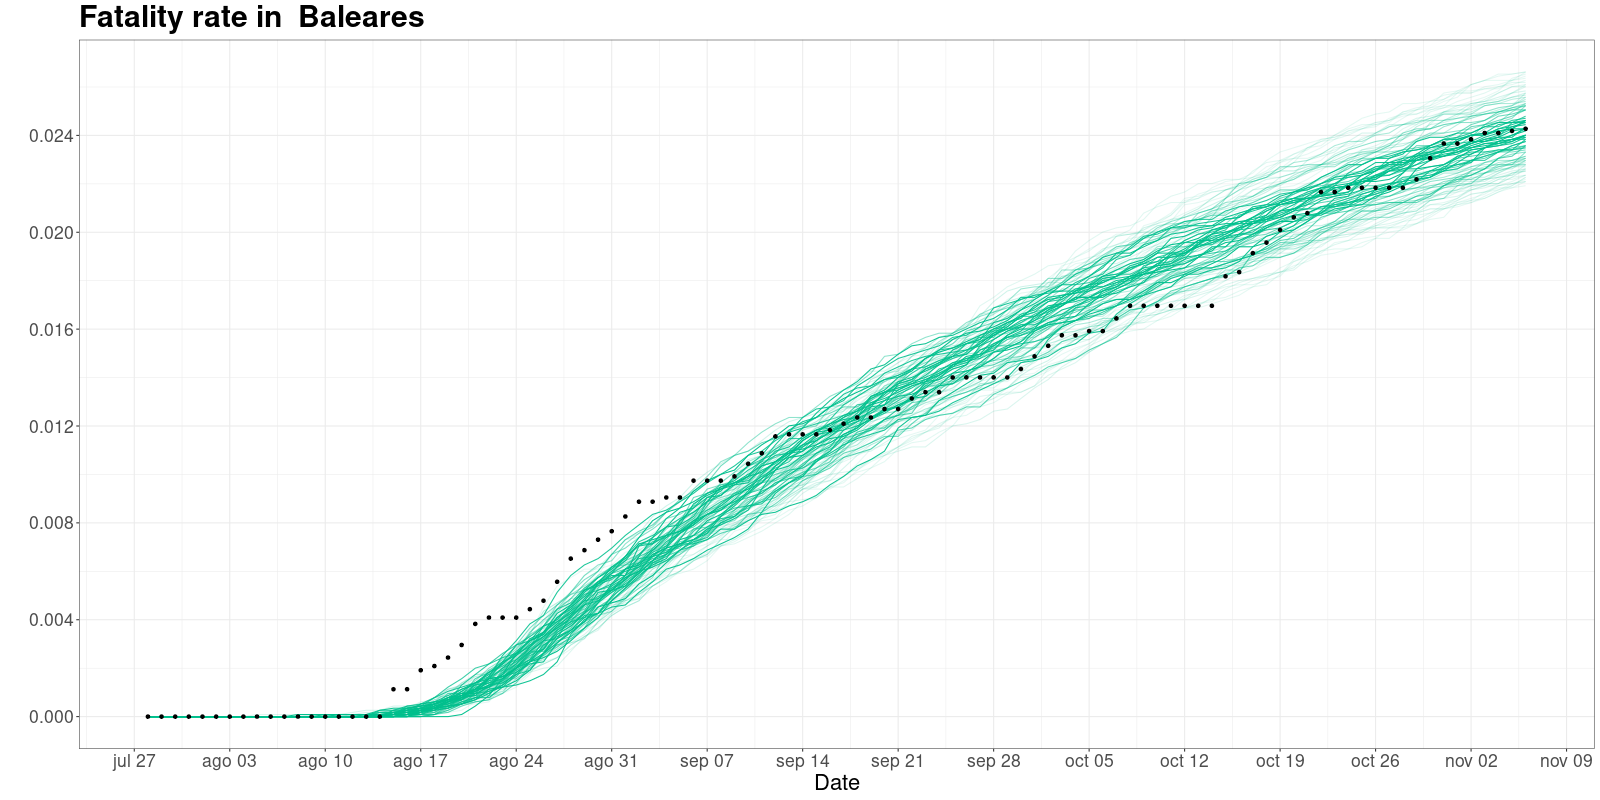 Fatality rate in  Baleares
0.024
0.020
0.016
0.012
0.008
0.004
0.000
jul 27 ago 03 ago 10 ago 17 ago 24 ago 31 sep 07 sep 14 sep 21 sep 28 oct 05 oct 12 oct 19 oct 26 nov 02 nov 09
Date